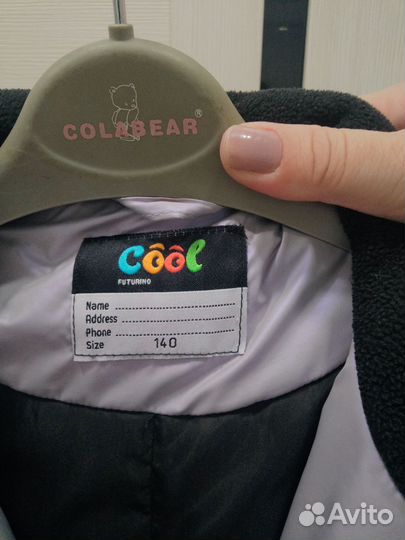 COLABEAR®
cool
FUTURINO
Name
Address
Phone
Size 140
Avito